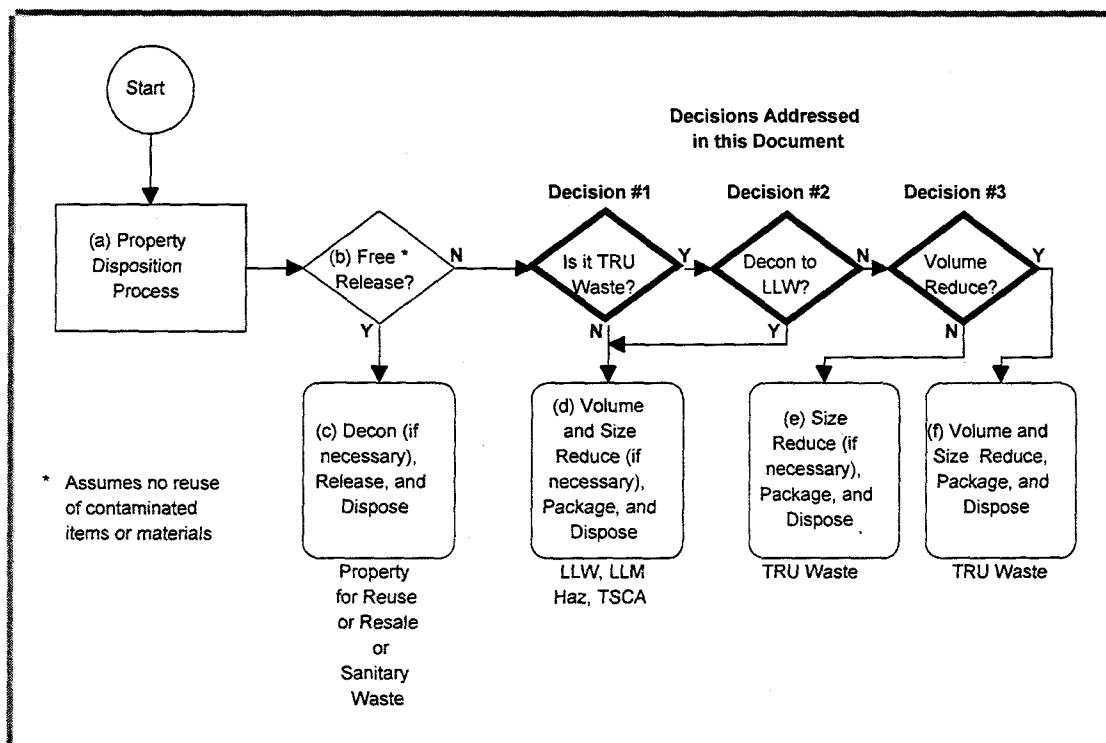 Start
Decisions Addressed
in this Document
Decision #1
Decision #2
Decision #3
(a) Property
Disposition
Process
(b) Free *
Release?
N
Y
Is it TRU
Waste?
Y
N
Decon to
LLW?
N
Y
Volume
Reduce?
Y
N
(c) Decon (if
necessary),
Release, and
Dispose
(d) Volume
and Size
Reduce (if
necessary),
Package, and
Dispose
(e) Size
Reduce (if
necessary),
Package, and
Dispose
(f) Volume and
Size Reduce,
Package, and
Dispose
* Assumes no reuse
of contaminated
items or materials
Property
for Reuse
or Resale
or
Sanitary
Waste
LLW, LLM
Haz, TSCA
TRU Waste
TRU Waste